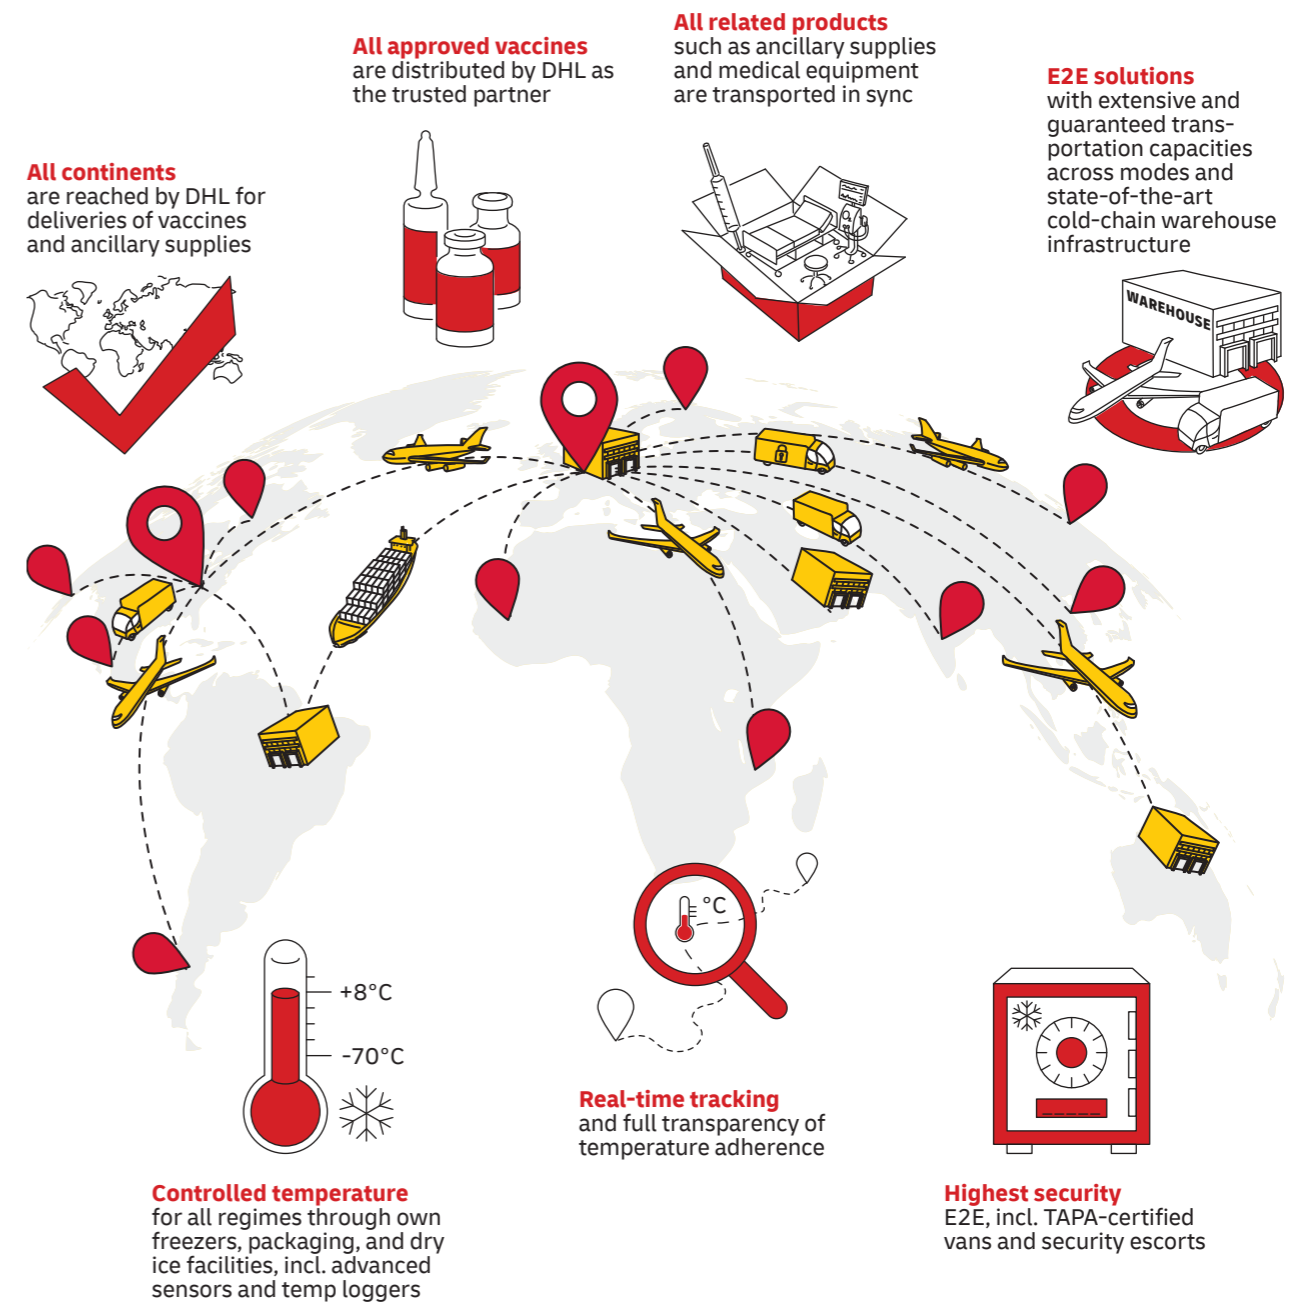 All related products
such as ancillary supplies
and medical equipment
are transported in sync
All approved vaccines
are distributed by DHL as
the trusted partner
E2E solutions
with extensive and
guaranteed trans-
portation capacities
across modes and
state-of-the-art
cold-chain warehouse
infrastructure
All continents
are reached by DHL for
deliveries of vaccines
and ancillary supplies
WAREHOUSE
°C
+8°C
-70°C
Real-time tracking
and full transparency of
temperature adherence
Controlled temperature
for all regimes through own
freezers, packaging, and dry
ice facilities, incl. advanced
sensors and temp loggers
Highest security
E2E, incl. TAPA-certified
vans and security escorts